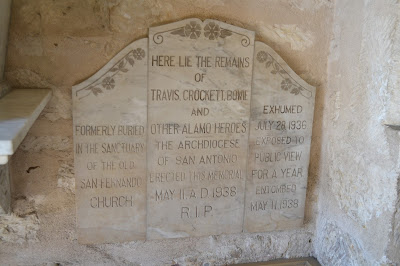 FORMERLY BURIED
IN THE SANCTUARY
OF THE OLD
SAN FERNANDO
CHURCH
HERE LIE THE REMAINS
OF
TRAVIS, CROCKETT, BOWIE
AND
OTHER ALAMO HEROES
THE ARCHDIOCESE
OF SAN ANTONIO
ERECTED THIS MEMORIAL
MAY 11 A.D. 1938
R.I.P.
EXHUMED
JULY 28 1936
EXPOSED TO
PUBLIC VIEW
FOR A YEAR
ENTOMBED
MAY 11, 1938